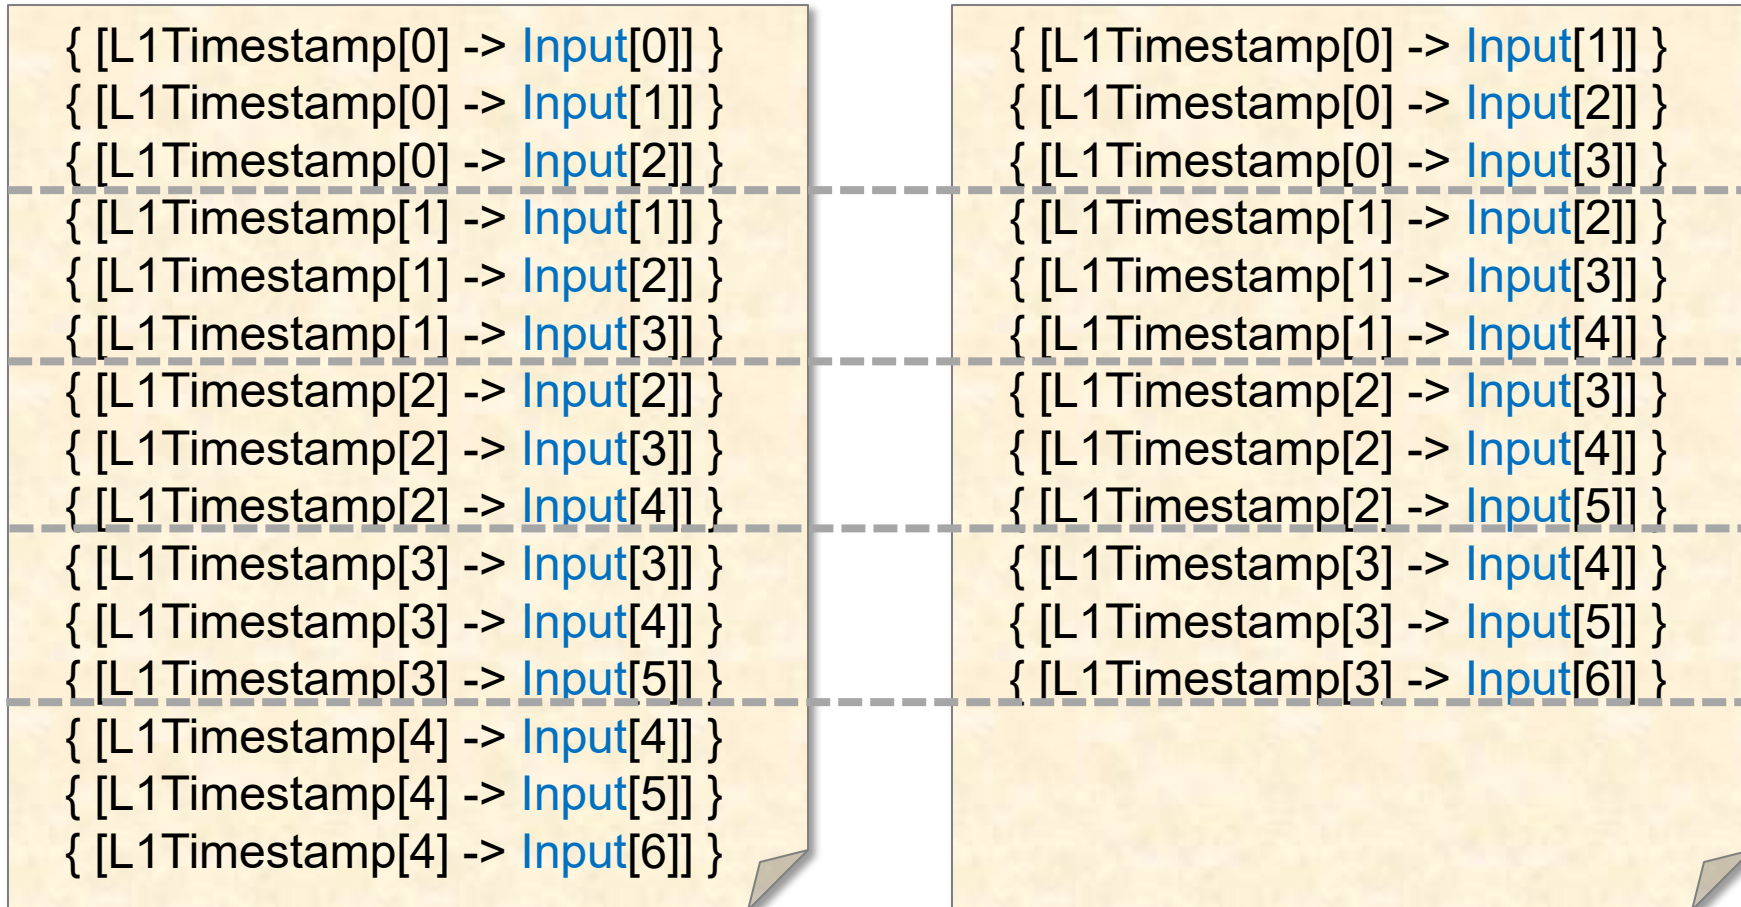 { [L1Timestamp[0] -> Input[0]] }
{ [L1Timestamp[0] -> Input[1]] }
{ [L1Timestamp[0] -> Input[2]] }
{ [L1Timestamp[1] -> Input[1]] }
{ [L1Timestamp[1] -> Input[2]] }
{ [L1Timestamp[1] -> Input[3]] }
{ [L1Timestamp[2] -> Input[2]] }
{ [L1Timestamp[2] -> Input[3]] }
{ [L1Timestamp[2] -> Input[4]] }
{ [L1Timestamp[3] -> Input[3]] }
{ [L1Timestamp[3] -> Input[4]] }
{ [L1Timestamp[3] -> Input[5]] }
{ [L1Timestamp[4] -> Input[4]] }
{ [L1Timestamp[4] -> Input[5]] }
{ [L1Timestamp[4] -> Input[6]] }
{ [L1Timestamp[0] -> Input[1]] }
{ [L1Timestamp[0] -> Input[2]] }
{ [L1Timestamp[0] -> Input[3]] }
{ [L1Timestamp[1] -> Input[2]] }
{ [L1Timestamp[1] -> Input[3]] }
{ [L1Timestamp[1] -> Input[4]] }
{ [L1Timestamp[2] -> Input[3]] }
{ [L1Timestamp[2] -> Input[4]] }
{ [L1Timestamp[2] -> Input[5]] }
{ [L1Timestamp[3] -> Input[4]] }
{ [L1Timestamp[3] -> Input[5]] }
{ [L1Timestamp[3] -> Input[6]] }